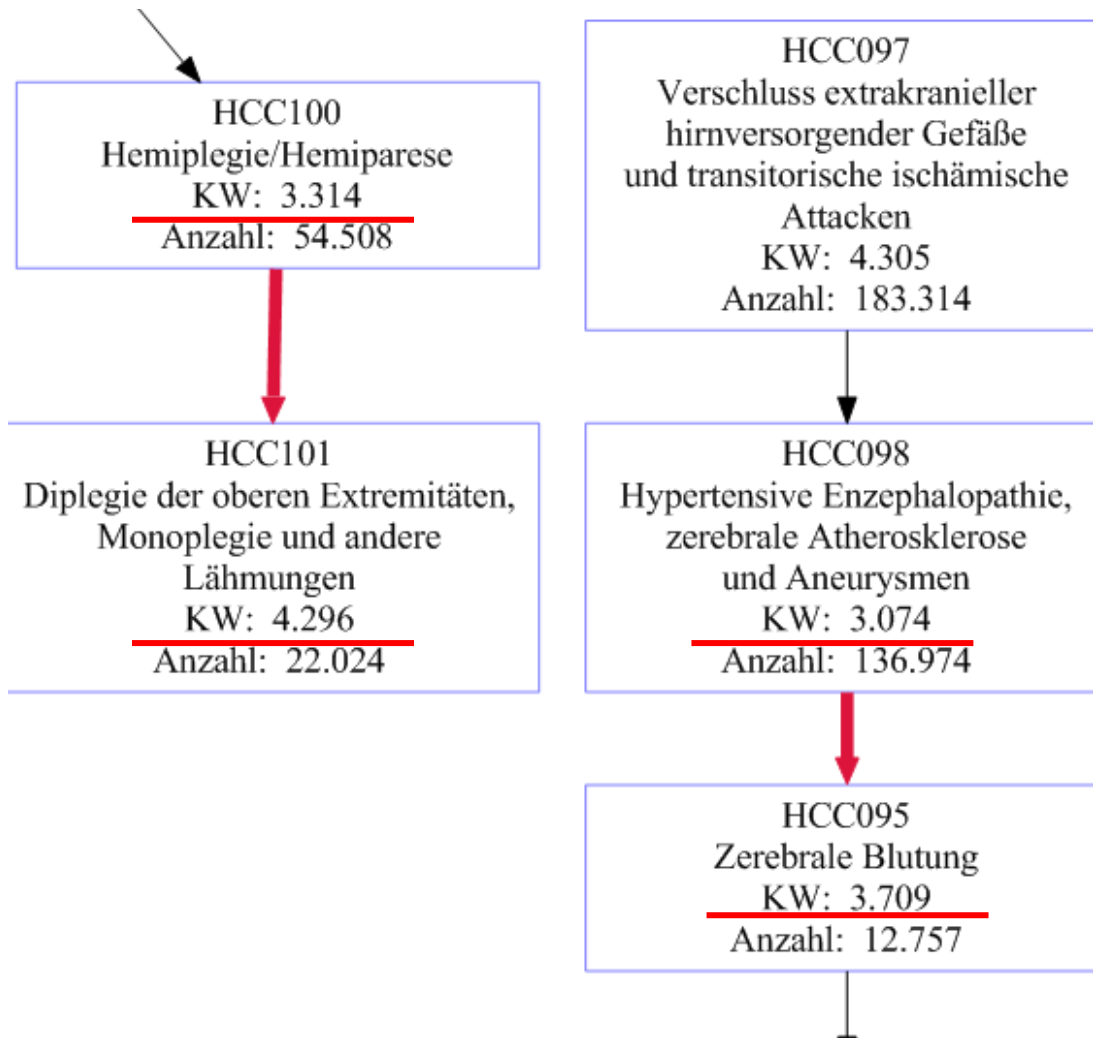 HCC100
Hemiplegie/Hemiparese
KW: 3.314
Anzahl: 54.508
HCC101
Diplegie der oberen Extremitäten,
Monoplegie und andere
Lähmungen
KW: 4.296
Anzahl: 22.024
HCC097
Verschluss extrakranieller
hirnversorgender Gefäße
und transitorische ischämische
Attacken
KW: 4.305
Anzahl: 183.314
HCC098
Hypertensive Enzephalopathie,
zerebrale Atherosklerose
und Aneurysmen
KW: 3.074
Anzahl: 136.974
HCC095
Zerebrale Blutung
KW: 3.709
Anzahl: 12.757